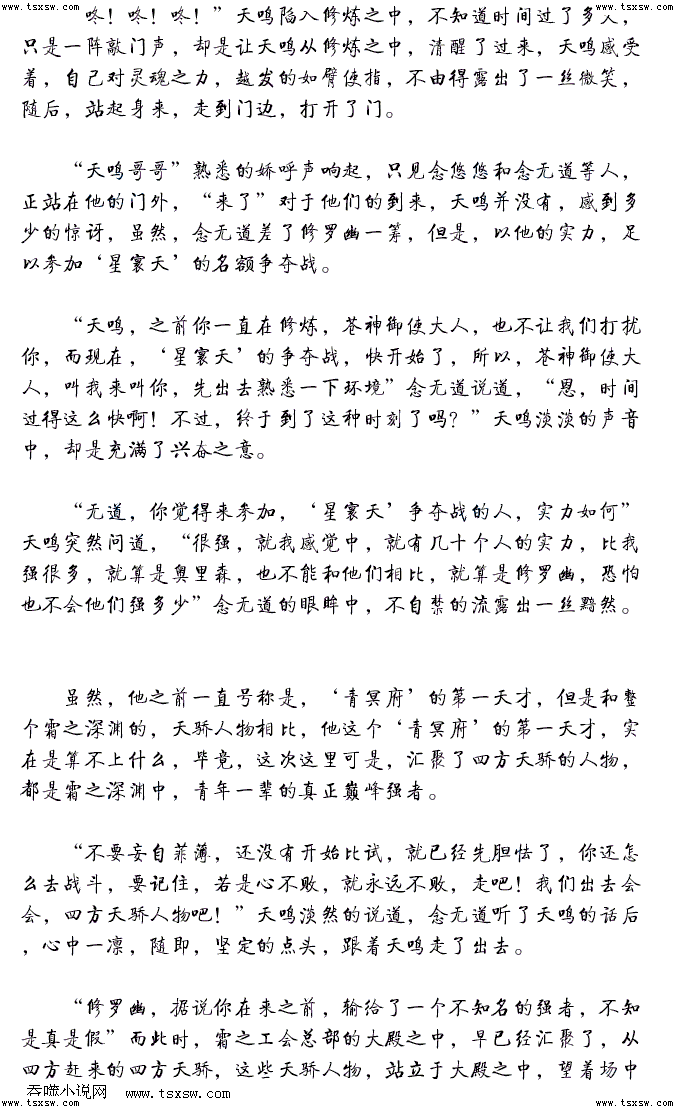 www.tsxsw.com www.tsxsw.com
咚！咚！咚！”天鸣陷入修炼之中，不知道时间过了多久，
只是一阵敲门声，却是让天鸣从修炼之中，清醒了过来，天鸣感受
着，自己对灵魂之力，越发的如臂使指，不由得露出了一丝微笑，
随后，站起身来，走到门边，打开了门。
“天鸣哥哥”熟悉的娇呼声响起，只见念悠悠和念无道等人，
正站在他的门外，“来了”对于他们的到来，天鸣并没有，感到多
少的惊讶，虽然，念无道差了修罗幽一筹，但是，以他的实力，足
以参加‘星寰天’的名额争夺战。
“天鸣，之前你一直在修炼，苍神御使大人，也不让我们打扰
你，而现在，‘星寰天’的争夺战，快开始了，所以，苍神御使大
人，叫我来叫你，先出去熟悉一下环境”念无道说道，“恩，时间
过得这么快啊！不过，终于到了这种时刻了吗？”天鸣淡淡的声音
中，却是充满了兴奋之意。
“无道，你觉得来参加，‘星寰天’争夺战的人，实力如何”
天鸣突然问道，“很强，就我感觉中，就有几十个人的实力，比我
强很多，就算是奥里森，也不能和他们相比，就算是修罗幽，恐怕
也不会他们强多少”念无道的眼眸中，不自禁的流露出一丝黯然。
虽然，他之前一直号称是，‘青冥府’的第一天才，但是和整
个霜之深渊的，天骄人物相比，他这个‘青冥府’的第一天才，实
在是算不上什么，毕竟，这次这里可是，汇聚了四方天骄的人物，
都是霜之深渊中，青年一辈的真正巅峰强者。
“不要妄自菲薄，还没有开始比试，就已经先胆怯了，你还怎
么去战斗，要记住，若是心不败，就永远不败，走吧！我们出去会
会，四方天骄人物吧！”天鸣淡然的说道，念无道听了天鸣的话后
，心中一凛，随即，坚定的点头，跟着天鸣走了出去。
“修罗幽，据说你在来之前，输给了一个不知名的强者，不知
是真是假”而此时，霜之工会总部的大殿之中，早已经汇聚了，从
四方赶来的四方天骄，这些天骄人物，站立于大殿之中，望着场中
吞噬小说网 www.tsxsw.com
www.tsxsw.com www.tsxsw.com